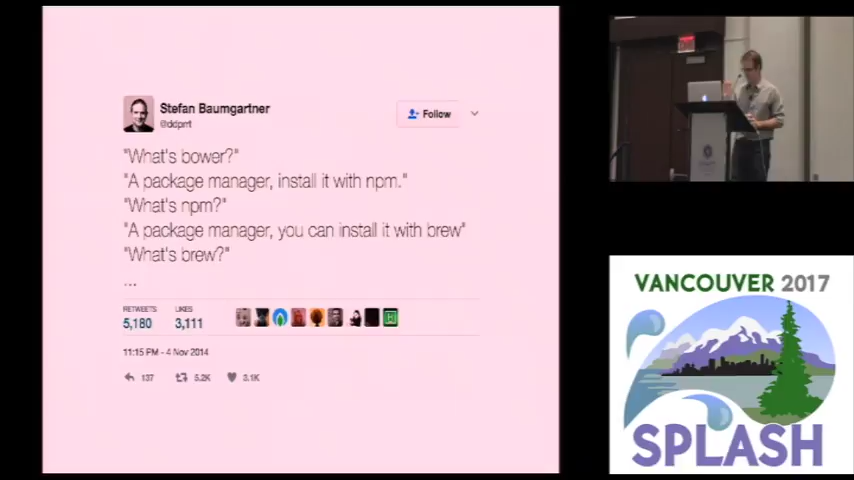 Stefan Baumgartner
@ddprrt
Follow
"What's bower?"
"A package manager, install it with npm."
"What's npm?"
"A package manager, you can install it with brew"
"What's brew?"
...
RETWEETS
LIKES
5,180
3,111
11:15 PM - 4 Nov 2014
137
5.2K
3.1K
VANCOUVER 2017
SPLASH